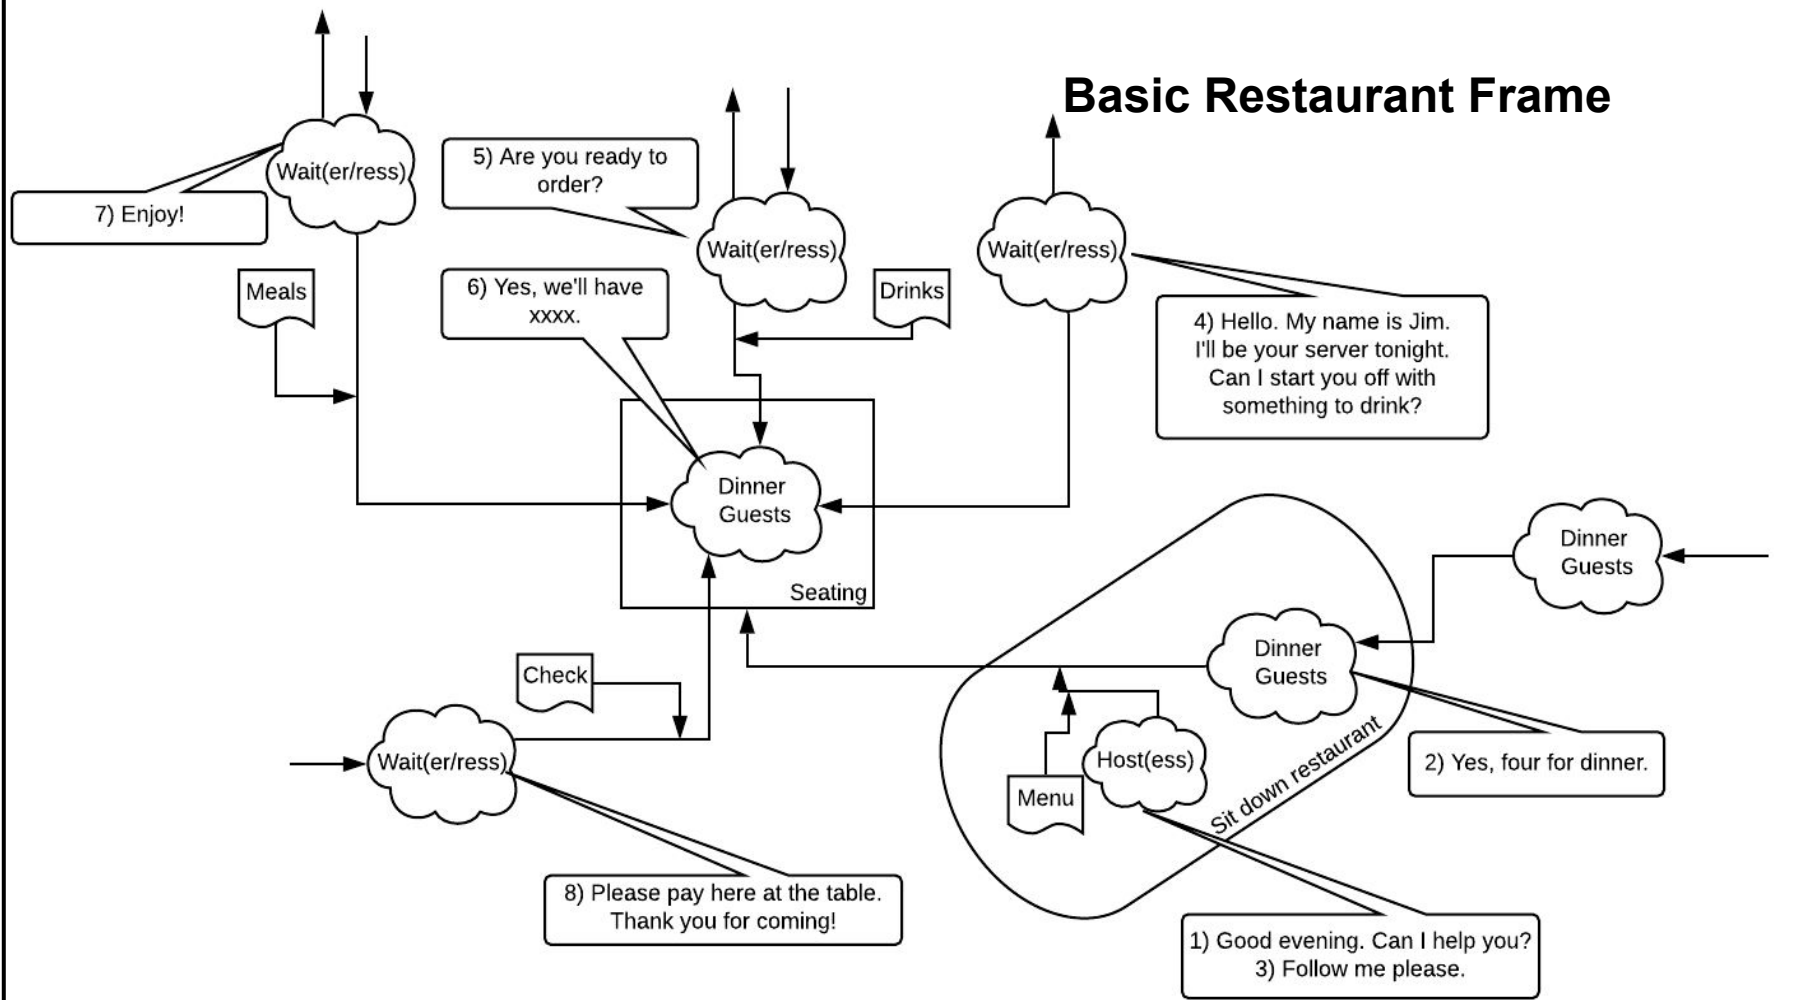 Basic Restaurant Frame
Wait(er/ress)
7) Enjoy!
5) Are you ready to
order?
Wait(er/ress)
Wait(er/ress)
Meals
6) Yes, we'll have
xxxx.
Drinks
4) Hello. My name is Jim.
I'll be your server tonight.
Can I start you off with
something to drink?
Dinner
Guests
Seating
Dinner
Guests
Dinner
Guests
Check
Wait(er/ress)
Host(ess)
Menu
Sit down restaurant
2) Yes, four for dinner.
8) Please pay here at the table.
Thank you for coming!
1) Good evening. Can I help you?
3) Follow me please.